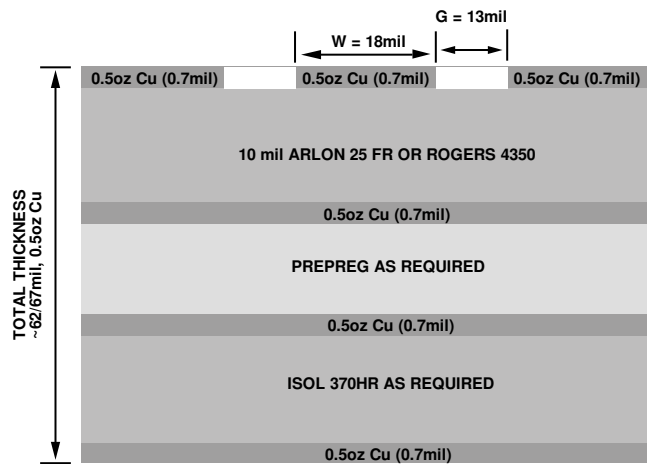 G = 13mil
W = 18mil
0.5oz Cu (0.7mil) 0.5oz Cu (0.7mil) 0.5oz Cu (0.7mil)
10 mil ARLON 25 FR OR ROGERS 4350
0.5oz Cu (0.7mil)
PREPREG AS REQUIRED
0.5oz Cu (0.7mil)
ISOL 370HR AS REQUIRED
0.5oz Cu (0.7mil)
TOTAL THICKNESS
~62/67mil, 0.5oz Cu